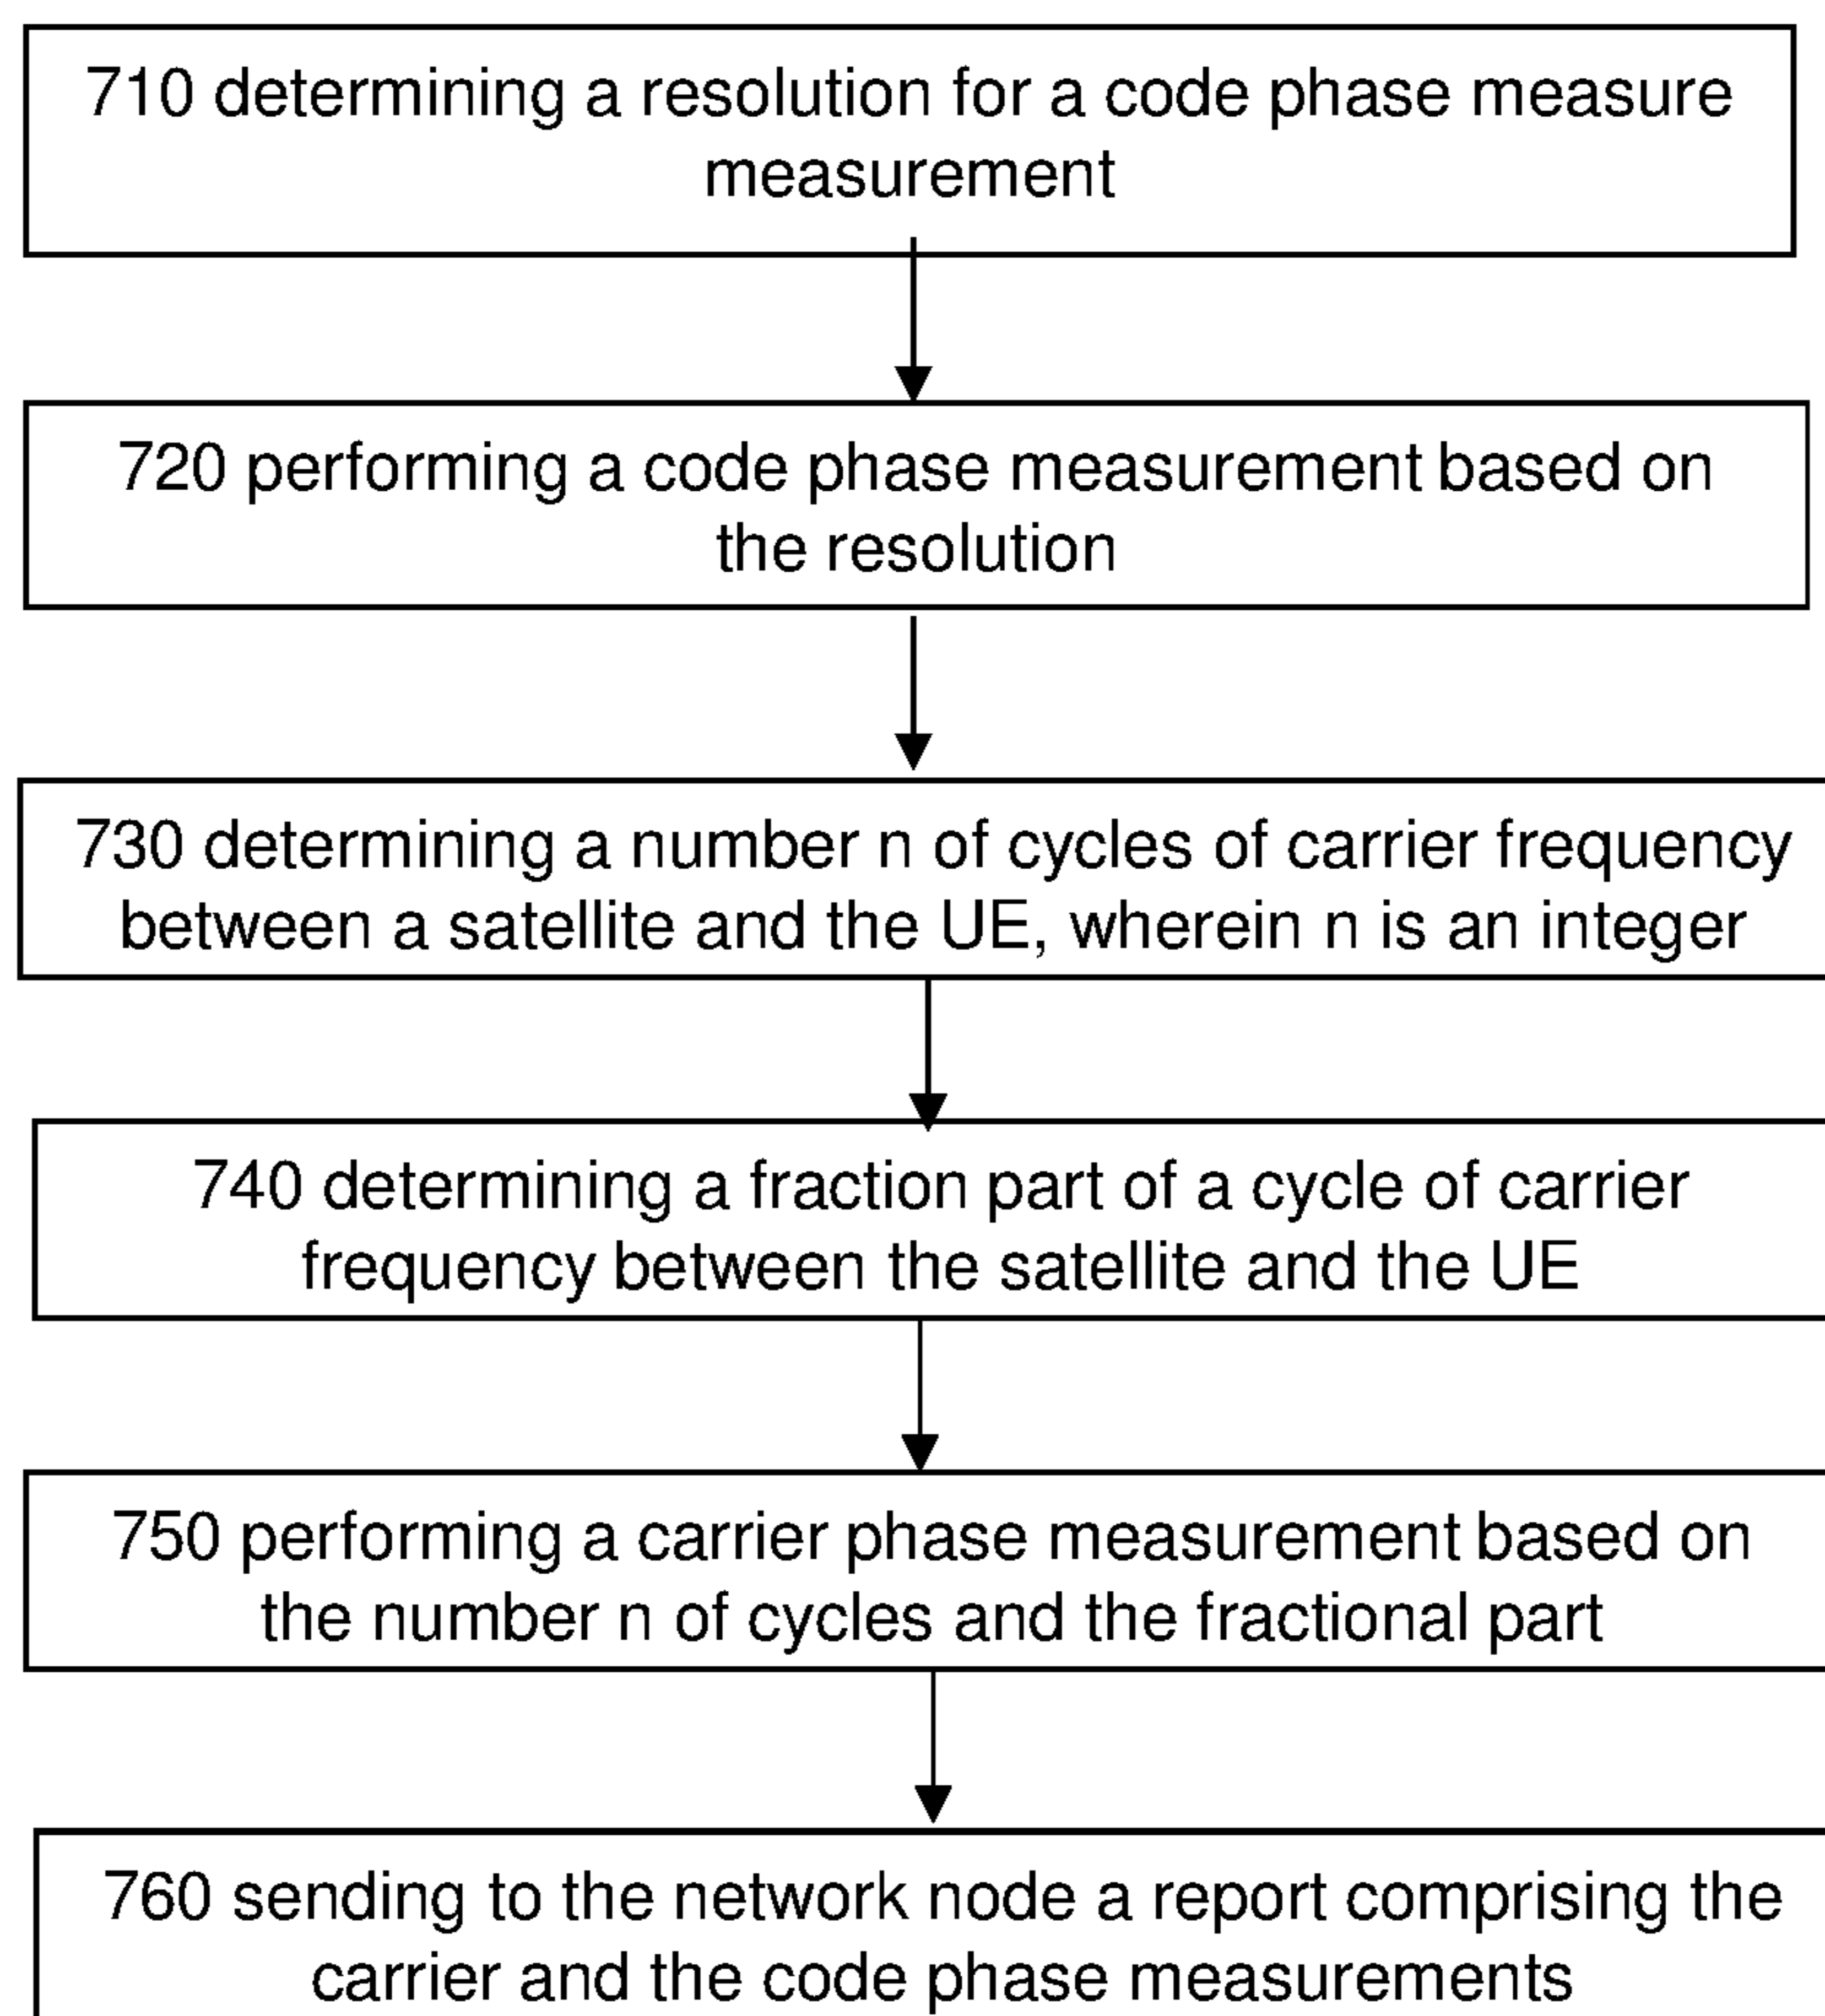 710 determining a resolution for a code phase measure
measurement
720 performing a code phase measurement based on
the resolution
730 determining a number n of cycles of carrier frequency
between a satellite and the UE, wherein n is an integer
740 determining a fraction part of a cycle of carrier
frequency between the satellite and the UE
750 performing a carrier phase measurement based on
the number n of cycles and the fractional part
760 sending to the network node a report comprising the
carrier and the code phase measurements